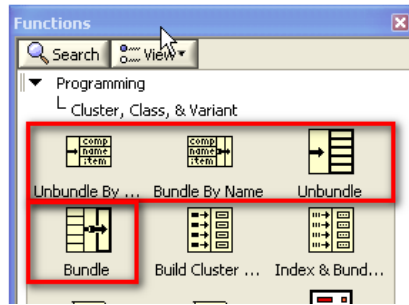 Functions
Search View
Programming
Cluster, Class, & Variant
comp name item
comp name item
Unbundle By ... Bundle By Name Unbundle
Bundle Build Cluster ... Index & Bund...